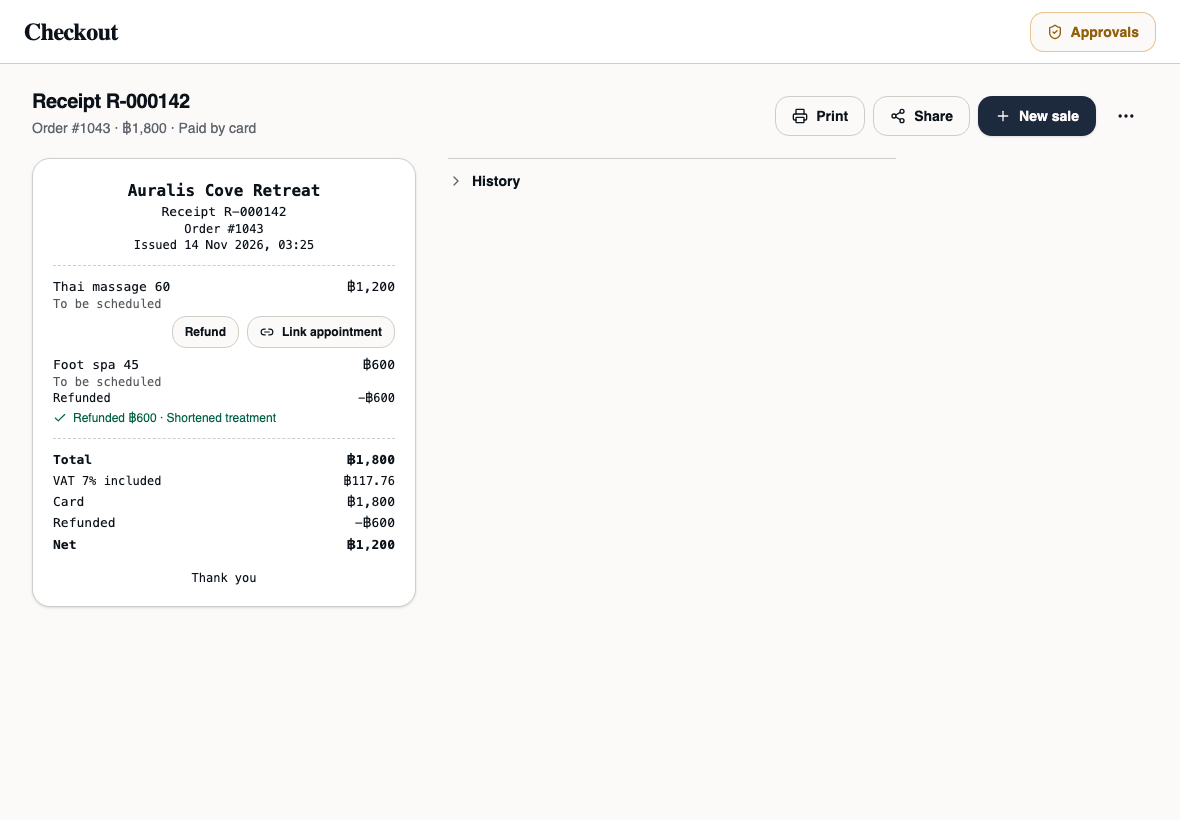 Checkout
Approvals
Receipt R-000142
Order #1043 · ฿1,800 · Paid by card
Print
Share
New sale
Auralis Cove Retreat
Receipt R-000142
Order #1043
Issued 14 Nov 2026, 03:25
Thai massage 60 ฿1,200
To be scheduled
Refund
Link appointment
Foot spa 45 ฿600
To be scheduled
Refunded −฿600
Refunded ฿600 · Shortened treatment
Total ฿1,800
VAT 7% included ฿117.76
Card ฿1,800
Refunded −฿600
Net ฿1,200
Thank you
History